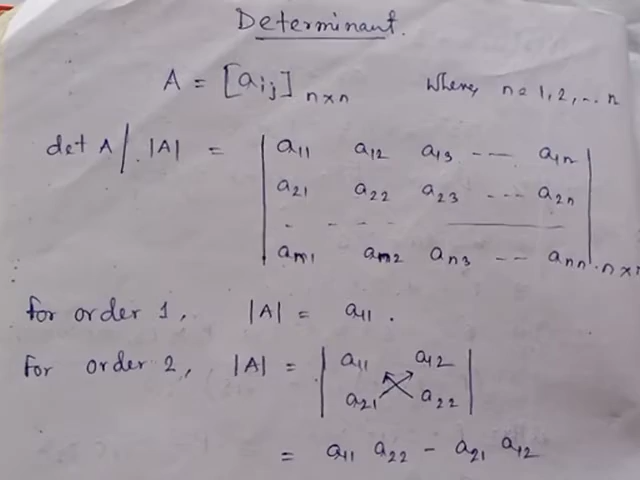 Determinant.
A = [aij] n×n Where, n = 1, 2, ... n
det A / |A| = | a11 a12 a13 ---- a1n |
a21 a22 a23 --- a2n
. - - -
am1 am2 an3 -- ann . n×n
for order 1, |A| = a11 .
For order 2, |A| = | a11 a12 |
a21 a22
= a11 a22 - a21 a12